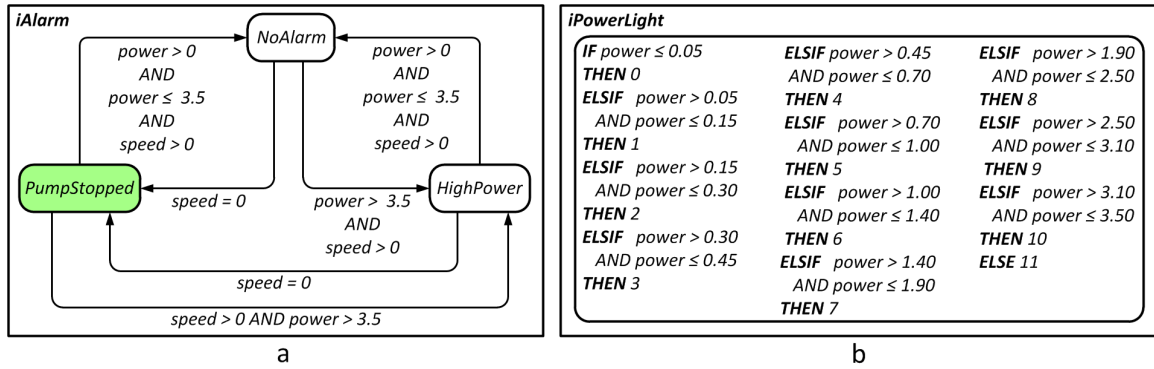 iAlarm
NoAlarm
power > 0
AND
power ≤ 3.5
AND
speed > 0
power > 0
AND
power ≤ 3.5
AND
speed > 0
PumpStopped
HighPower
speed = 0
power > 3.5
AND
speed > 0
speed = 0
speed > 0 AND power > 3.5
a
iPowerLight
IF power ≤ 0.05
THEN 0
ELSIF power > 0.05
AND power ≤ 0.15
THEN 1
ELSIF power > 0.15
AND power ≤ 0.30
THEN 2
ELSIF power > 0.30
AND power ≤ 0.45
THEN 3
ELSIF power > 0.45
AND power ≤ 0.70
THEN 4
ELSIF power > 0.70
AND power ≤ 1.00
THEN 5
ELSIF power > 1.00
AND power ≤ 1.40
THEN 6
ELSIF power > 1.40
AND power ≤ 1.90
THEN 7
ELSIF power > 1.90
AND power ≤ 2.50
THEN 8
ELSIF power > 2.50
AND power ≤ 3.10
THEN 9
ELSIF power > 3.10
AND power ≤ 3.50
THEN 10
ELSE 11
b